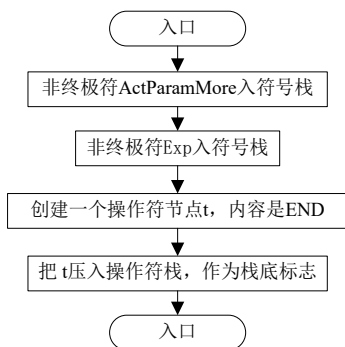 入口
非终极符ActParamMore入符号栈
非终极符Exp入符号栈
创建一个操作符节点t，内容是END
把 t压入操作符栈，作为栈底标志
入口